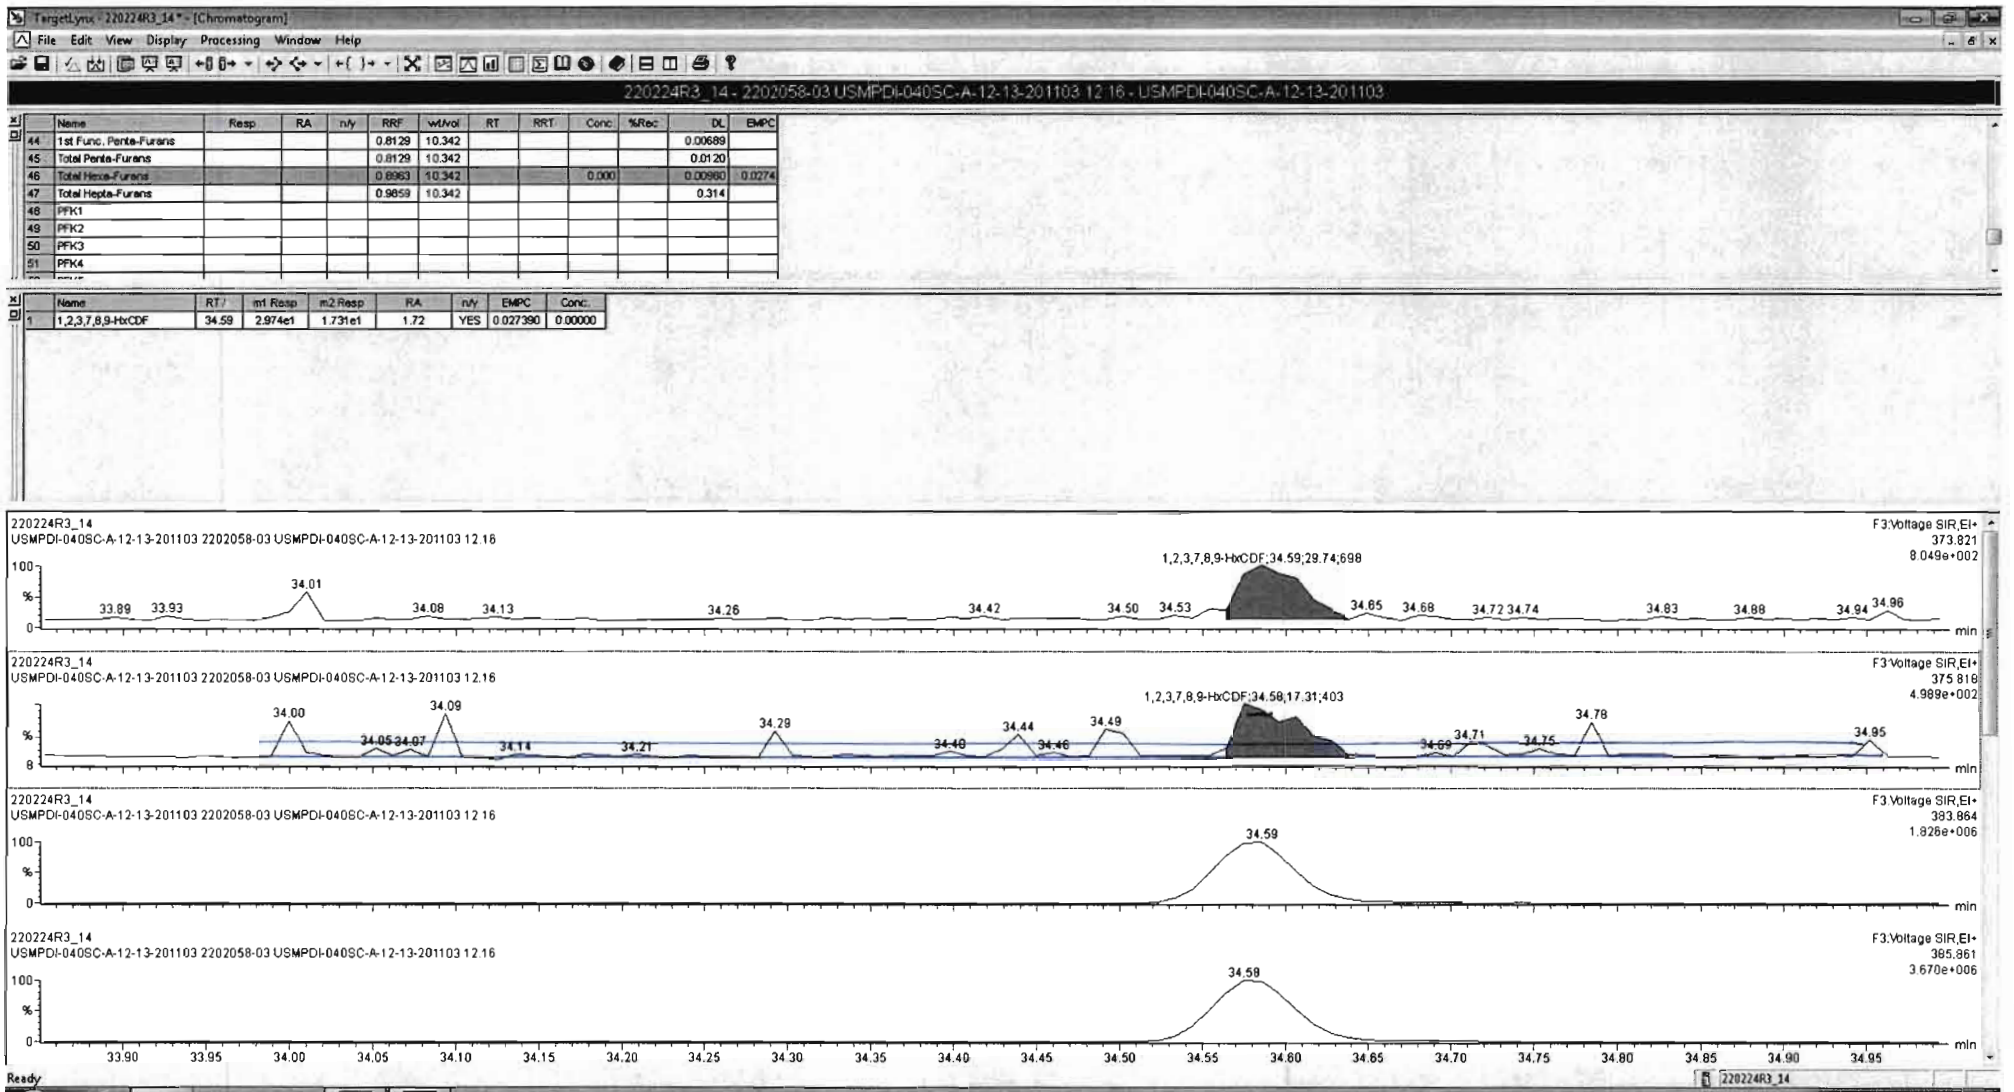 TargetLynx - 220224R3_14 * - [Chromatogram]
File Edit View Display Processing Window Help
220224R3_14 - 2202058-03 USMPDI-040SC-A-12-13-201103 12.16 - USMPDI-040SC-A-12-13-201103
Name Resp RA n/y RRF wt/vol RT RRT Conc. %Rec DL EMPC
44 1st Func. Penta-Furans 0.8129 10.342 0.00689
45 Total Penta-Furans 0.8129 10.342 0.0120
46 Total Hexa-Furans 0.8963 10.342 0.000 0.00960 0.0274
47 Total Hepta-Furans 0.9859 10.342 0.314
48 PFK1
49 PFK2
50 PFK3
51 PFK4
Name RT/ m1 Resp m2 Resp RA n/y EMPC Conc.
1 1,2,3,7,8,9-HxCDF 34.59 2.974e1 1.731e1 1.72 YES 0.027390 0.00000
220224R3_14 F3:Voltage SIR,EI+
USMPDI-040SC-A-12-13-201103 2202058-03 USMPDI-040SC-A-12-13-201103 12.16 373.821
8.049e+002
1,2,3,7,8,9-HxCDF;34.59;29.74;698
100
%
0
33.89 33.93 34.01 34.08 34.13 34.26 34.42 34.50 34.53 34.65 34.68 34.72 34.74 34.83 34.88 34.94 34.96
min
220224R3_14 F3:Voltage SIR,EI+
USMPDI-040SC-A-12-13-201103 2202058-03 USMPDI-040SC-A-12-13-201103 12.16 375.818
4.989e+002
1,2,3,7,8,9-HxCDF;34.58;17.31;403
%
8
34.00 34.05 34.07 34.09 34.14 34.21 34.29 34.40 34.44 34.46 34.49 34.69 34.71 34.75 34.78 34.95
min
220224R3_14 F3:Voltage SIR,EI+
USMPDI-040SC-A-12-13-201103 2202058-03 USMPDI-040SC-A-12-13-201103 12.16 383.864
1.826e+006
34.59
100
%
0
min
220224R3_14 F3:Voltage SIR,EI+
USMPDI-040SC-A-12-13-201103 2202058-03 USMPDI-040SC-A-12-13-201103 12.16 385.861
3.670e+006
34.58
100
%
0
min
33.90 33.95 34.00 34.05 34.10 34.15 34.20 34.25 34.30 34.35 34.40 34.45 34.50 34.55 34.60 34.65 34.70 34.75 34.80 34.85 34.90 34.95
Ready 220224R3_14